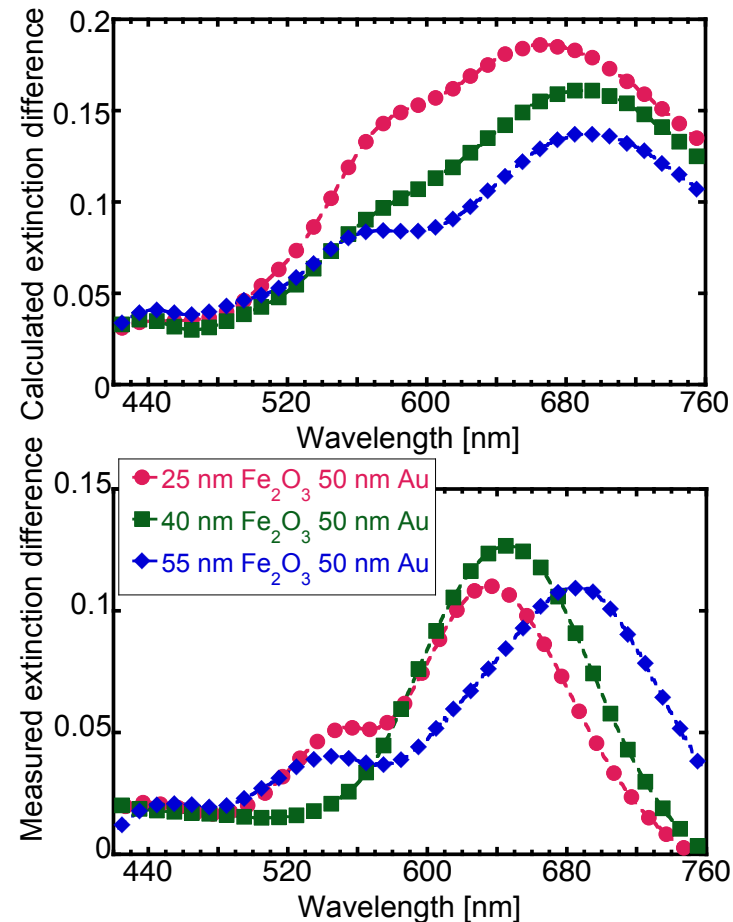 Calculated extinction difference
0.2
0.15
0.1
0.05
0
440 520 600 680 760
Wavelength [nm]
Measured extinction difference
0.15
0.1
0.05
0
25 nm Fe₂O₃ 50 nm Au
40 nm Fe₂O₃ 50 nm Au
55 nm Fe₂O₃ 50 nm Au
440 520 600 680 760
Wavelength [nm]